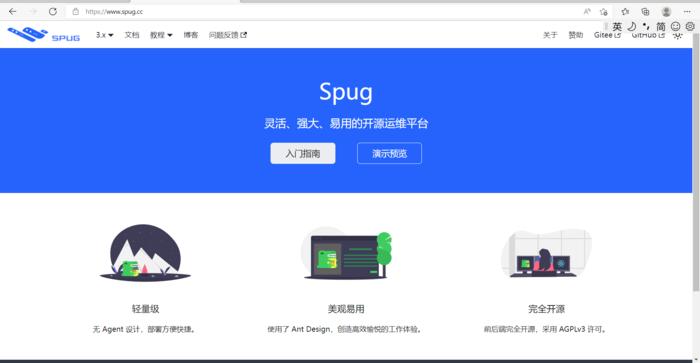 https://www.spug.cc
英 简
SPUG 3.x 文档 教程 博客 问题反馈 关于 赞助 Gitee GitHub
Spug
灵活、强大、易用的开源运维平台
入门指南 演示预览
轻量级 美观易用 完全开源
无 Agent 设计，部署方便快捷。 使用了 Ant Design，创造高效愉悦的工作体验。 前后端完全开源，采用 AGPLv3 许可。